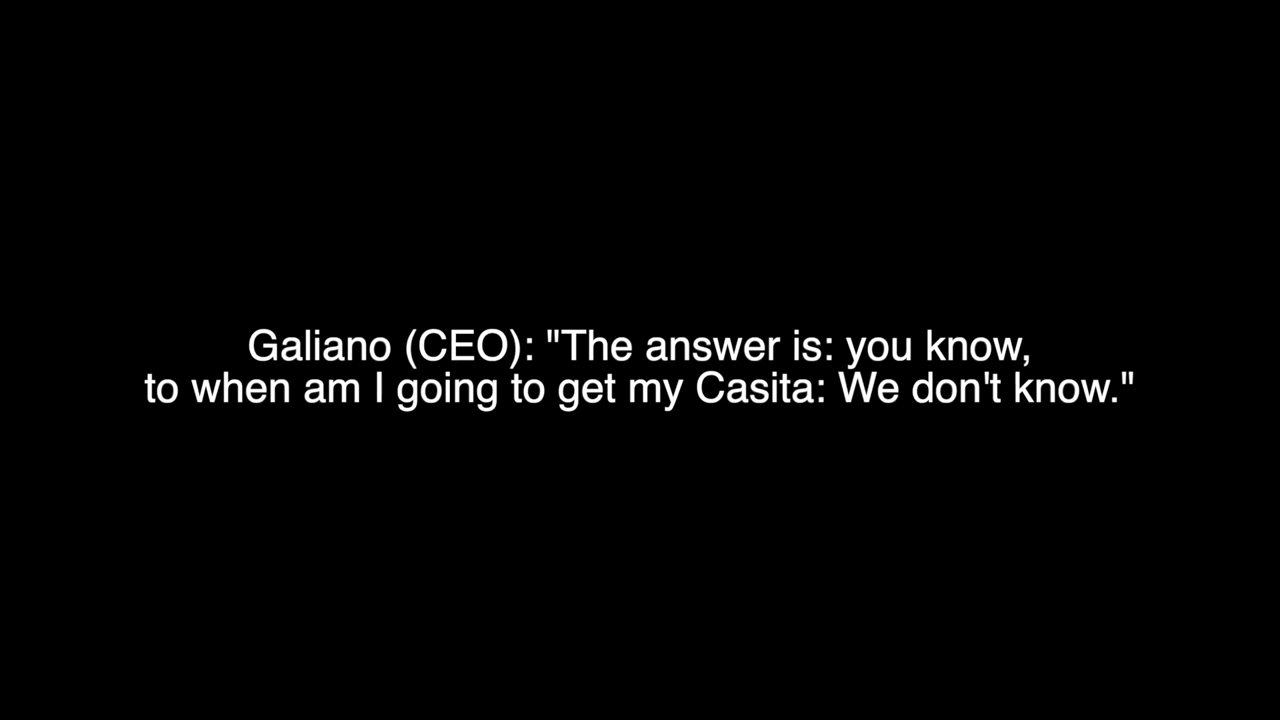 Galiano (CEO): "The answer is: you know,
to when am I going to get my Casita: We don't know."